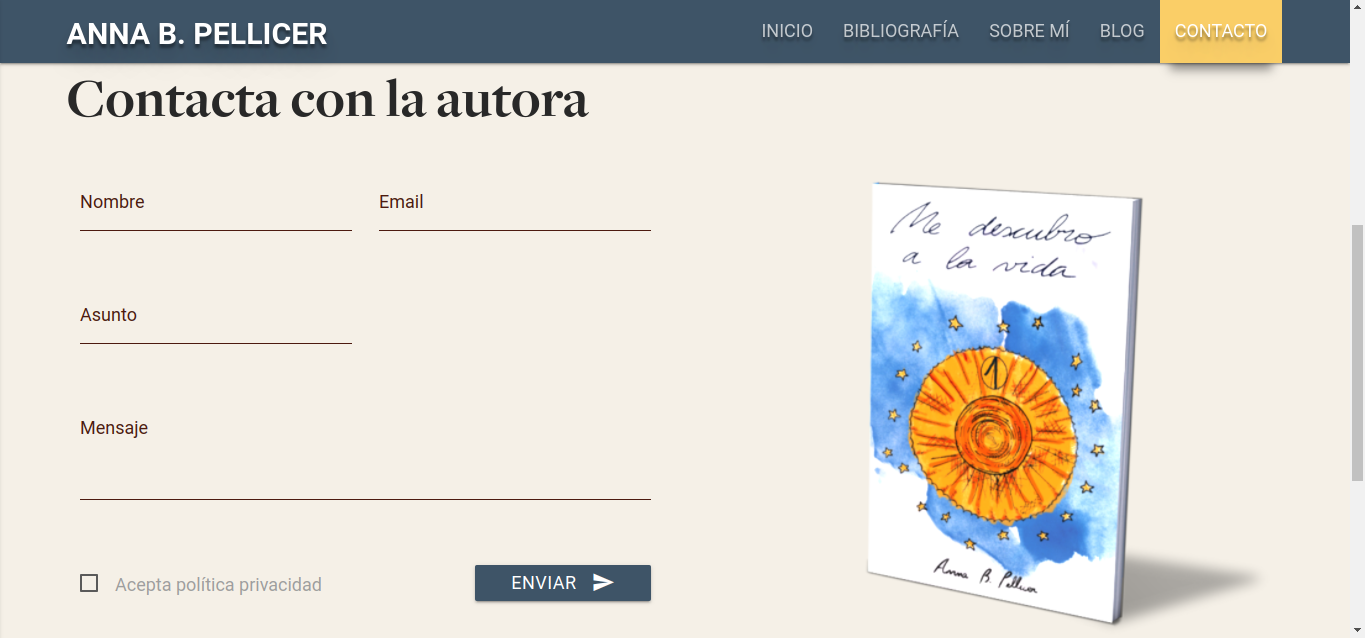 ANNA B. PELLICER
INICIO BIBLIOGRAFÍA SOBRE MÍ BLOG CONTACTO
Contacta con la autora
Nombre Email
Asunto
Mensaje
Acepta política privacidad
ENVIAR
Me descubro
a la vida
1
Anna B. Pellicer